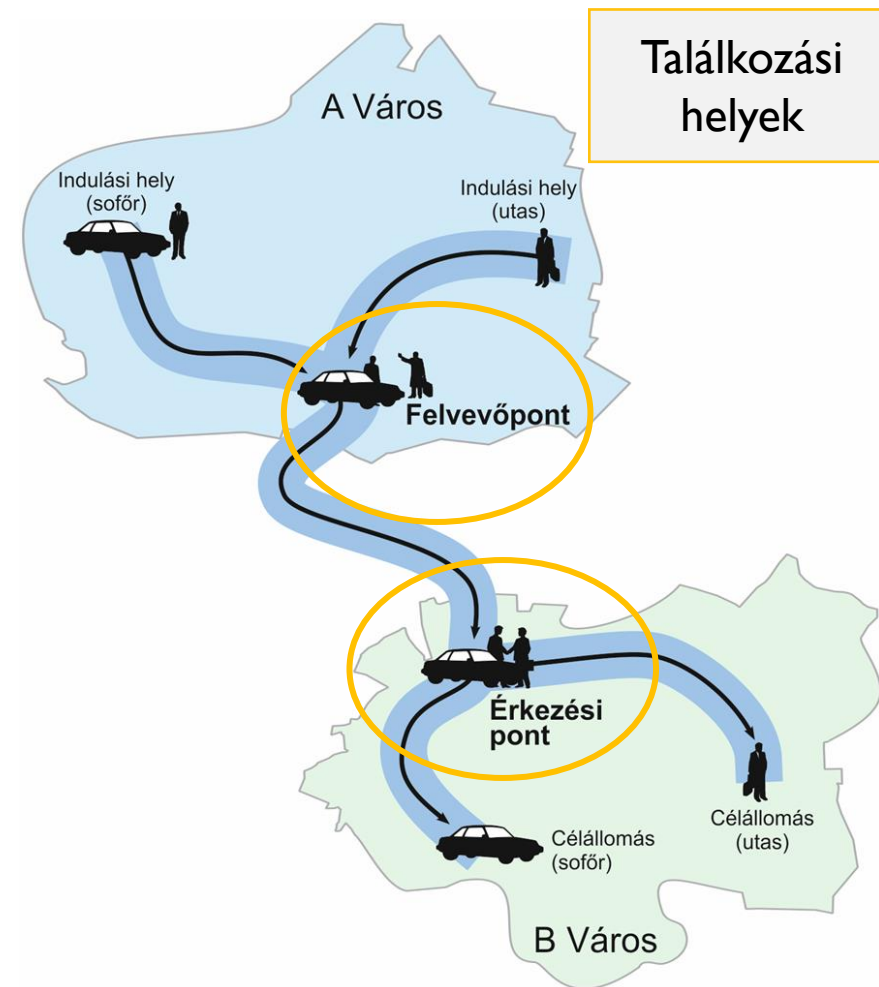 Találkozási
helyek
A Város
Indulási hely
(sofőr)
Indulási hely
(utas)
Felvevőpont
Érkezési
pont
Célállomás
(utas)
Célállomás
(sofőr)
B Város